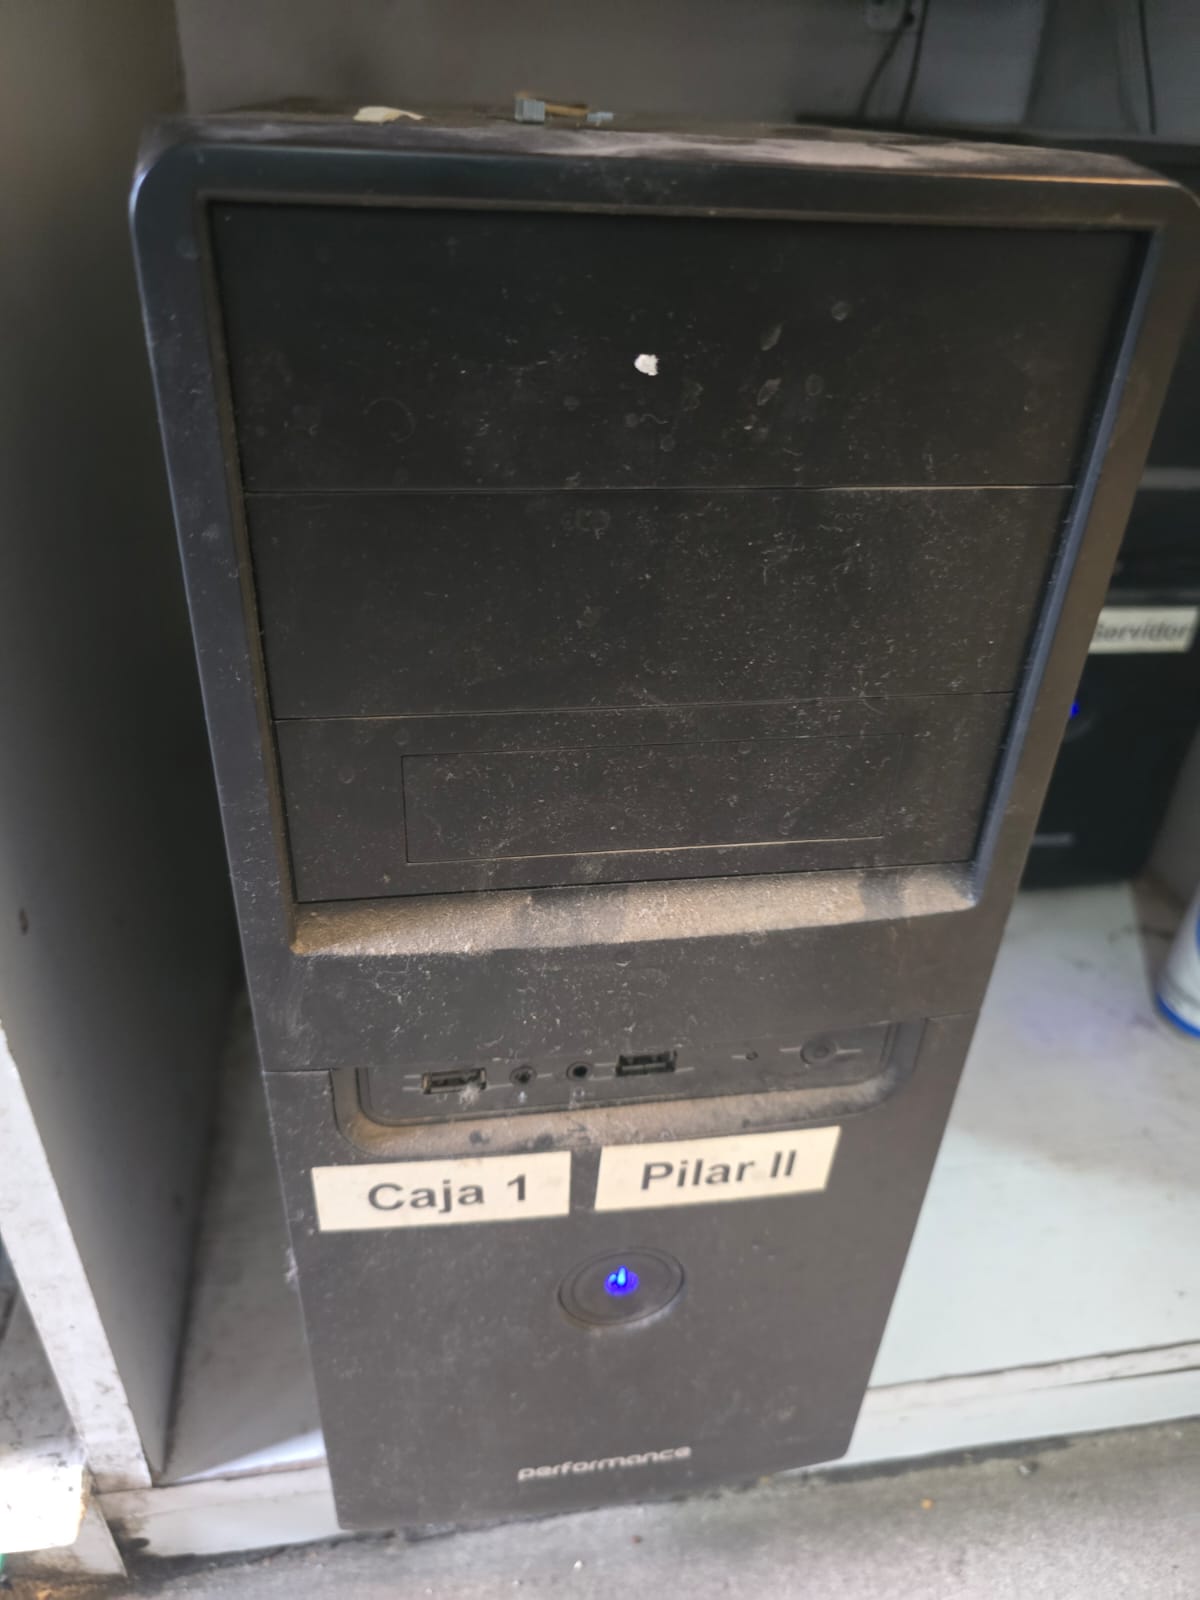 Servidor
Caja 1
Pilar II
performance